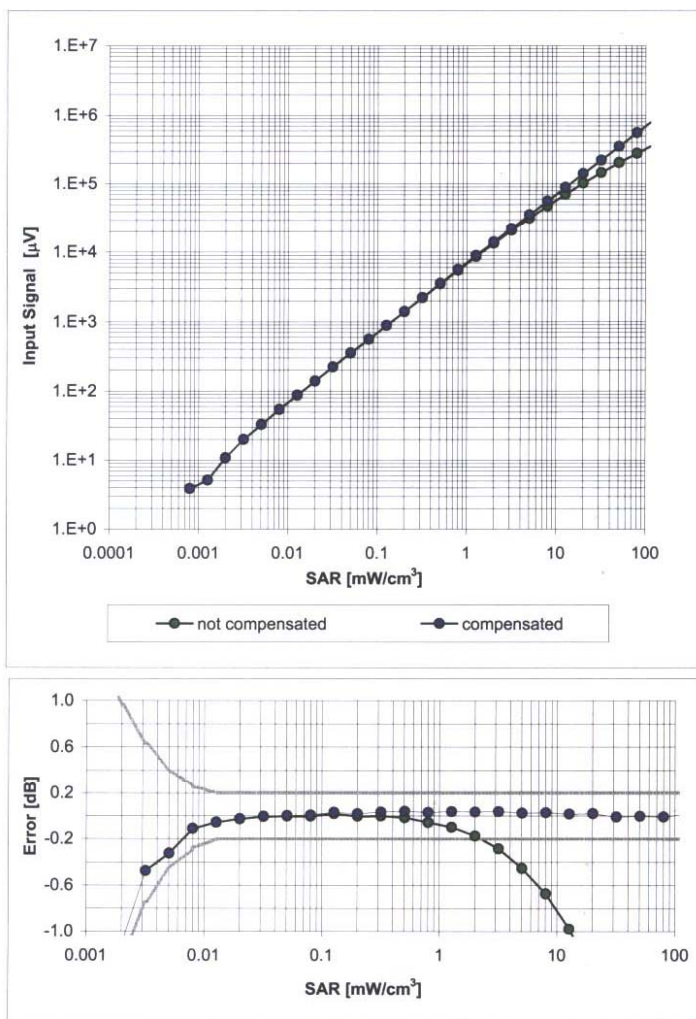 1.E+7
1.E+6
1.E+5
1.E+4
1.E+3
1.E+2
1.E+1
1.E+0
Input Signal [µV]
0.0001 0.001 0.01 0.1 1 10 100
SAR [mW/cm³]
not compensated compensated
1.0
0.6
0.2
-0.2
-0.6
-1.0
Error [dB]
0.001 0.01 0.1 1 10 100
SAR [mW/cm³]